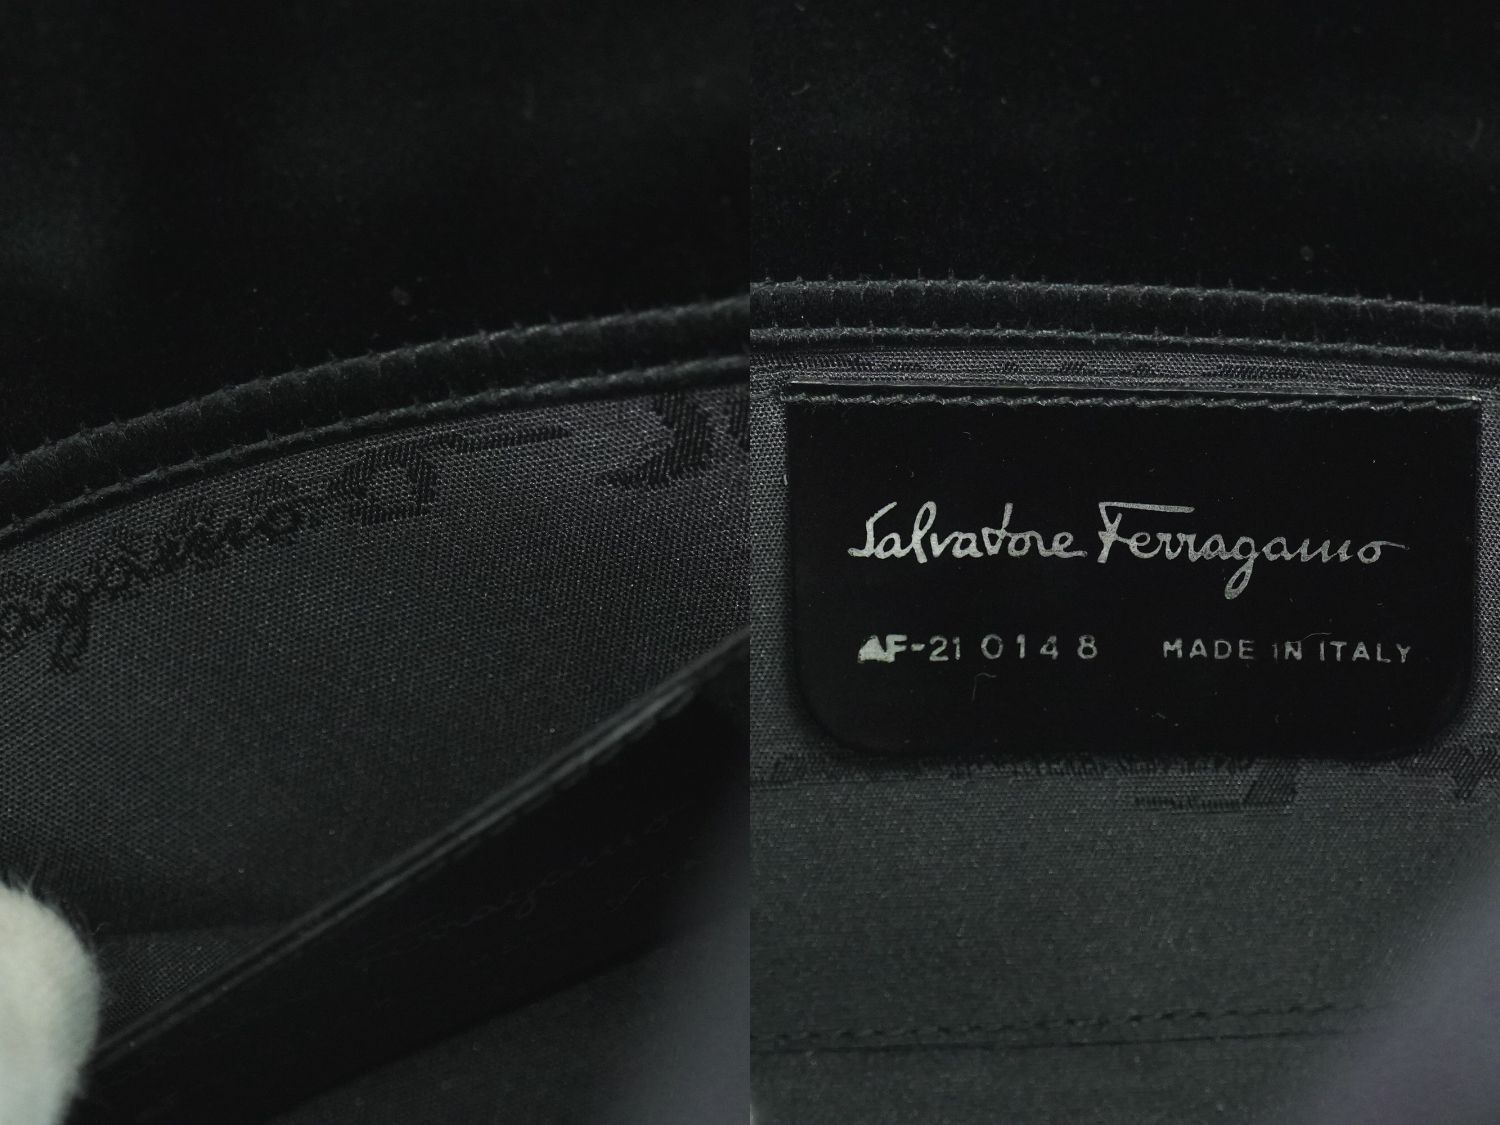 Salvatore Ferragamo
AF-21 0148 MADE IN ITALY